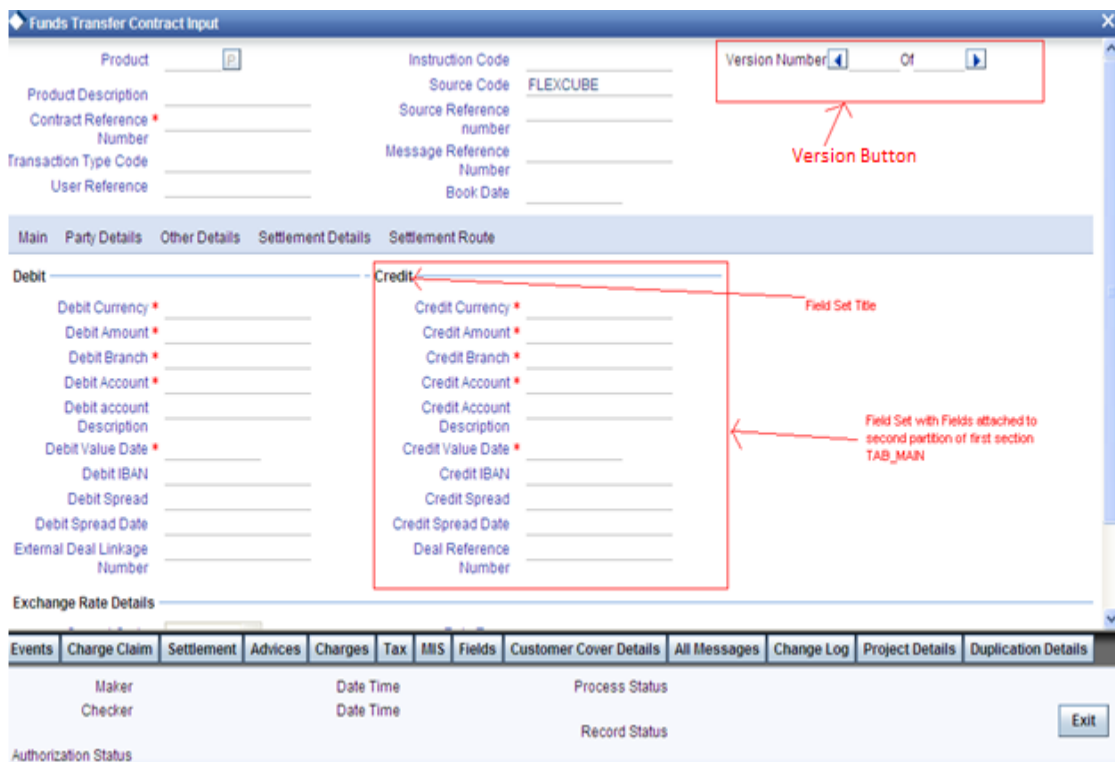 Funds Transfer Contract Input
Product P Instruction Code Version Number Of
Source Code FLEXCUBE
Product Description
Source Reference number
Contract Reference Number *
Message Reference Number
Version Button
Transaction Type Code
User Reference Book Date
Main Party Details Other Details Settlement Details Settlement Route
Debit Credit
Debit Currency * Credit Currency * Field Set Title
Debit Amount * Credit Amount *
Debit Branch * Credit Branch *
Debit Account * Credit Account *
Debit account Description Credit Account Description
Field Set with Fields attached to
second partition of first section
TAB_MAIN
Debit Value Date * Credit Value Date *
Debit IBAN Credit IBAN
Debit Spread Credit Spread
Debit Spread Date Credit Spread Date
External Deal Linkage Number Deal Reference Number
Exchange Rate Details
Events Charge Claim Settlement Advices Charges Tax MIS Fields Customer Cover Details All Messages Change Log Project Details Duplication Details
Maker Date Time Process Status
Checker Date Time
Record Status Exit
Authorization Status